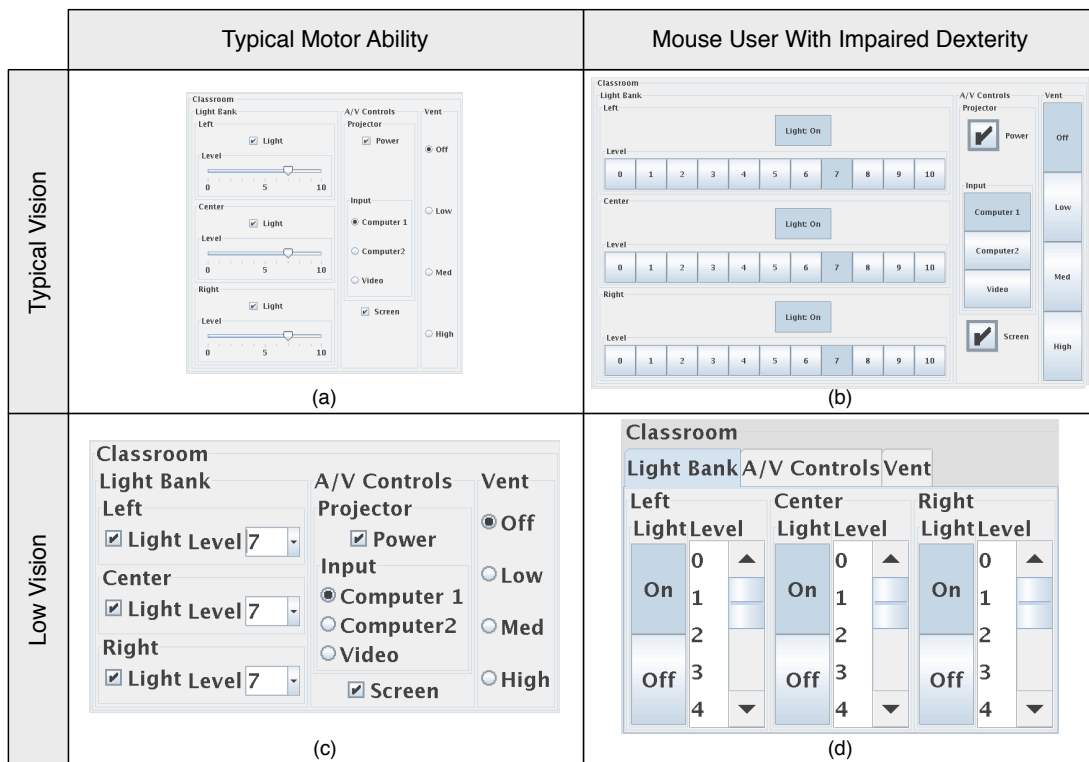 Typical Motor Ability
Mouse User With Impaired Dexterity
Typical Vision
Classroom
Light Bank
A/V Controls
Vent
Left
Projector
Light
Power
Off
Level
0 5 10
Center
Input
Light
Computer 1
Low
Level
Computer2
0 5 10
Video
Med
Right
Light
Screen
Level
High
0 5 10
(a)
Classroom
Light Bank
A/V Controls
Vent
Left
Projector
Light: On
Power
Off
Level
0 1 2 3 4 5 6 7 8 9 10
Input
Center
Computer 1
Low
Light: On
Computer2
Level
0 1 2 3 4 5 6 7 8 9 10
Med
Video
Right
Light: On
Screen
High
Level
0 1 2 3 4 5 6 7 8 9 10
(b)
Low Vision
Classroom
Light Bank
A/V Controls
Vent
Left
Projector
Light Level 7
Power
Off
Center
Input
Light Level 7
Computer 1
Low
Computer2
Med
Right
Video
Light Level 7
Screen
High
(c)
Classroom
Light Bank A/V Controls Vent
Left Center Right
Light Level Light Level Light Level
On On On
Off Off Off
0 0 0
1 1 1
2 2 2
3 3 3
4 4 4
(d)